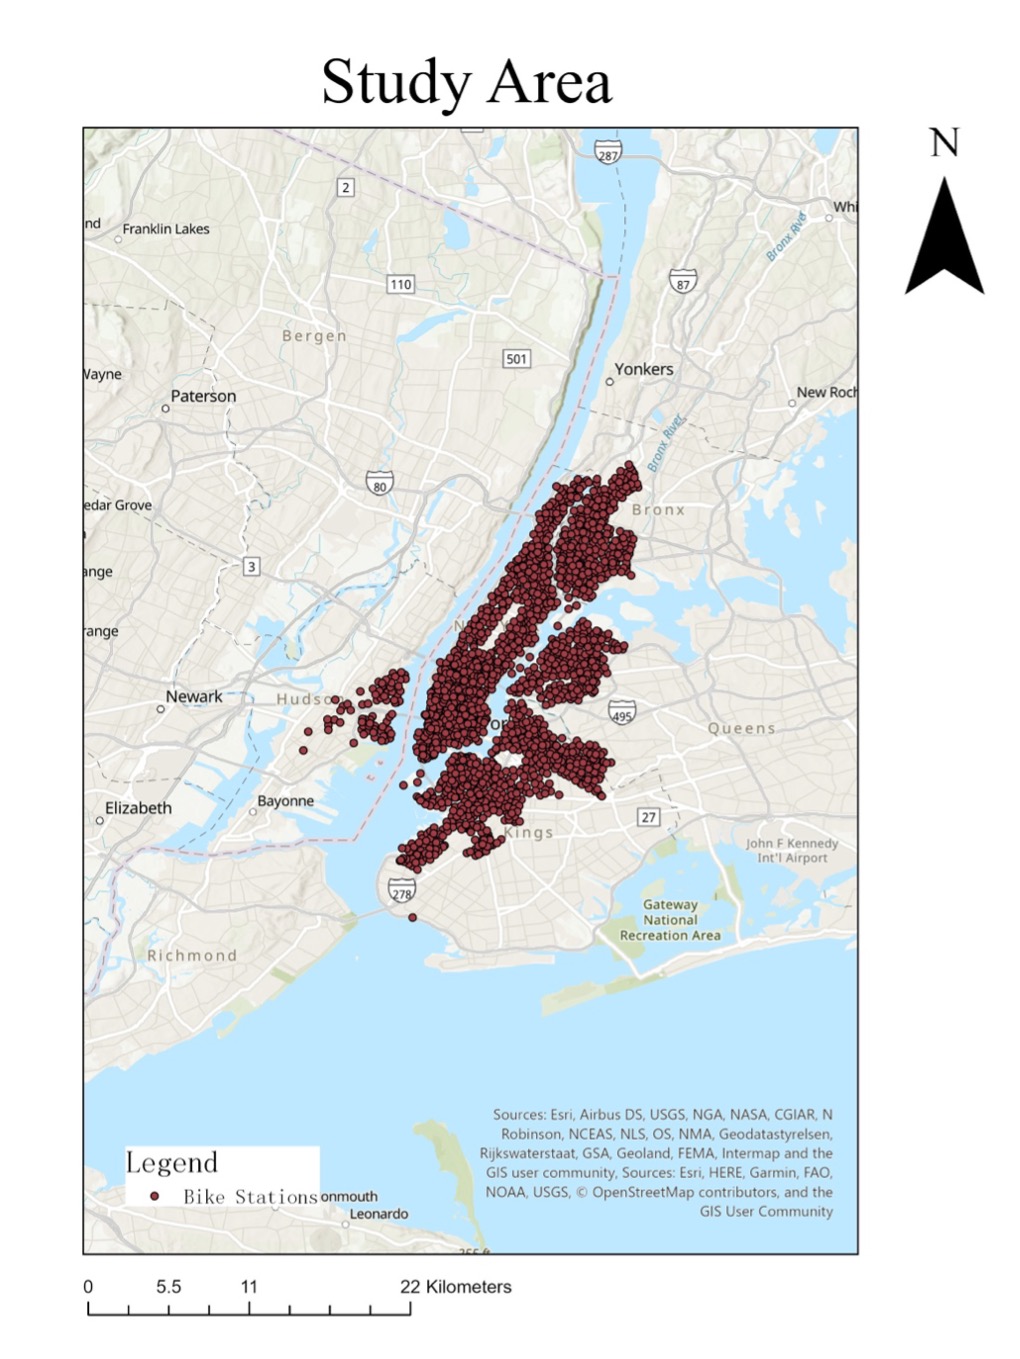 Study Area
N
287
2
Whi
nd
Franklin Lakes
Bronx River
87
110
Bergen
501
Wayne
Yonkers
Paterson
New Roch
Bronx River
80
edar Grove
Bronx
3
ange
range
N
Newark
Hudso
495
or
Queens
Elizabeth
Bayonne
27
Kings
John F Kennedy
Int'l Airport
278
Gateway
National
Recreation Area
Richmond
Sources: Esri, Airbus DS, USGS, NGA, NASA, CGIAR, N
Robinson, NCEAS, NLS, OS, NMA, Geodatastyrelsen,
Rijkswaterstaat, GSA, Geoland, FEMA, Intermap and the
GIS user community, Sources: Esri, HERE, Garmin, FAO,
NOAA, USGS, © OpenStreetMap contributors, and the
GIS User Community
Legend
Bike Stations
onmouth
Leonardo
0 5.5 11 22 Kilometers